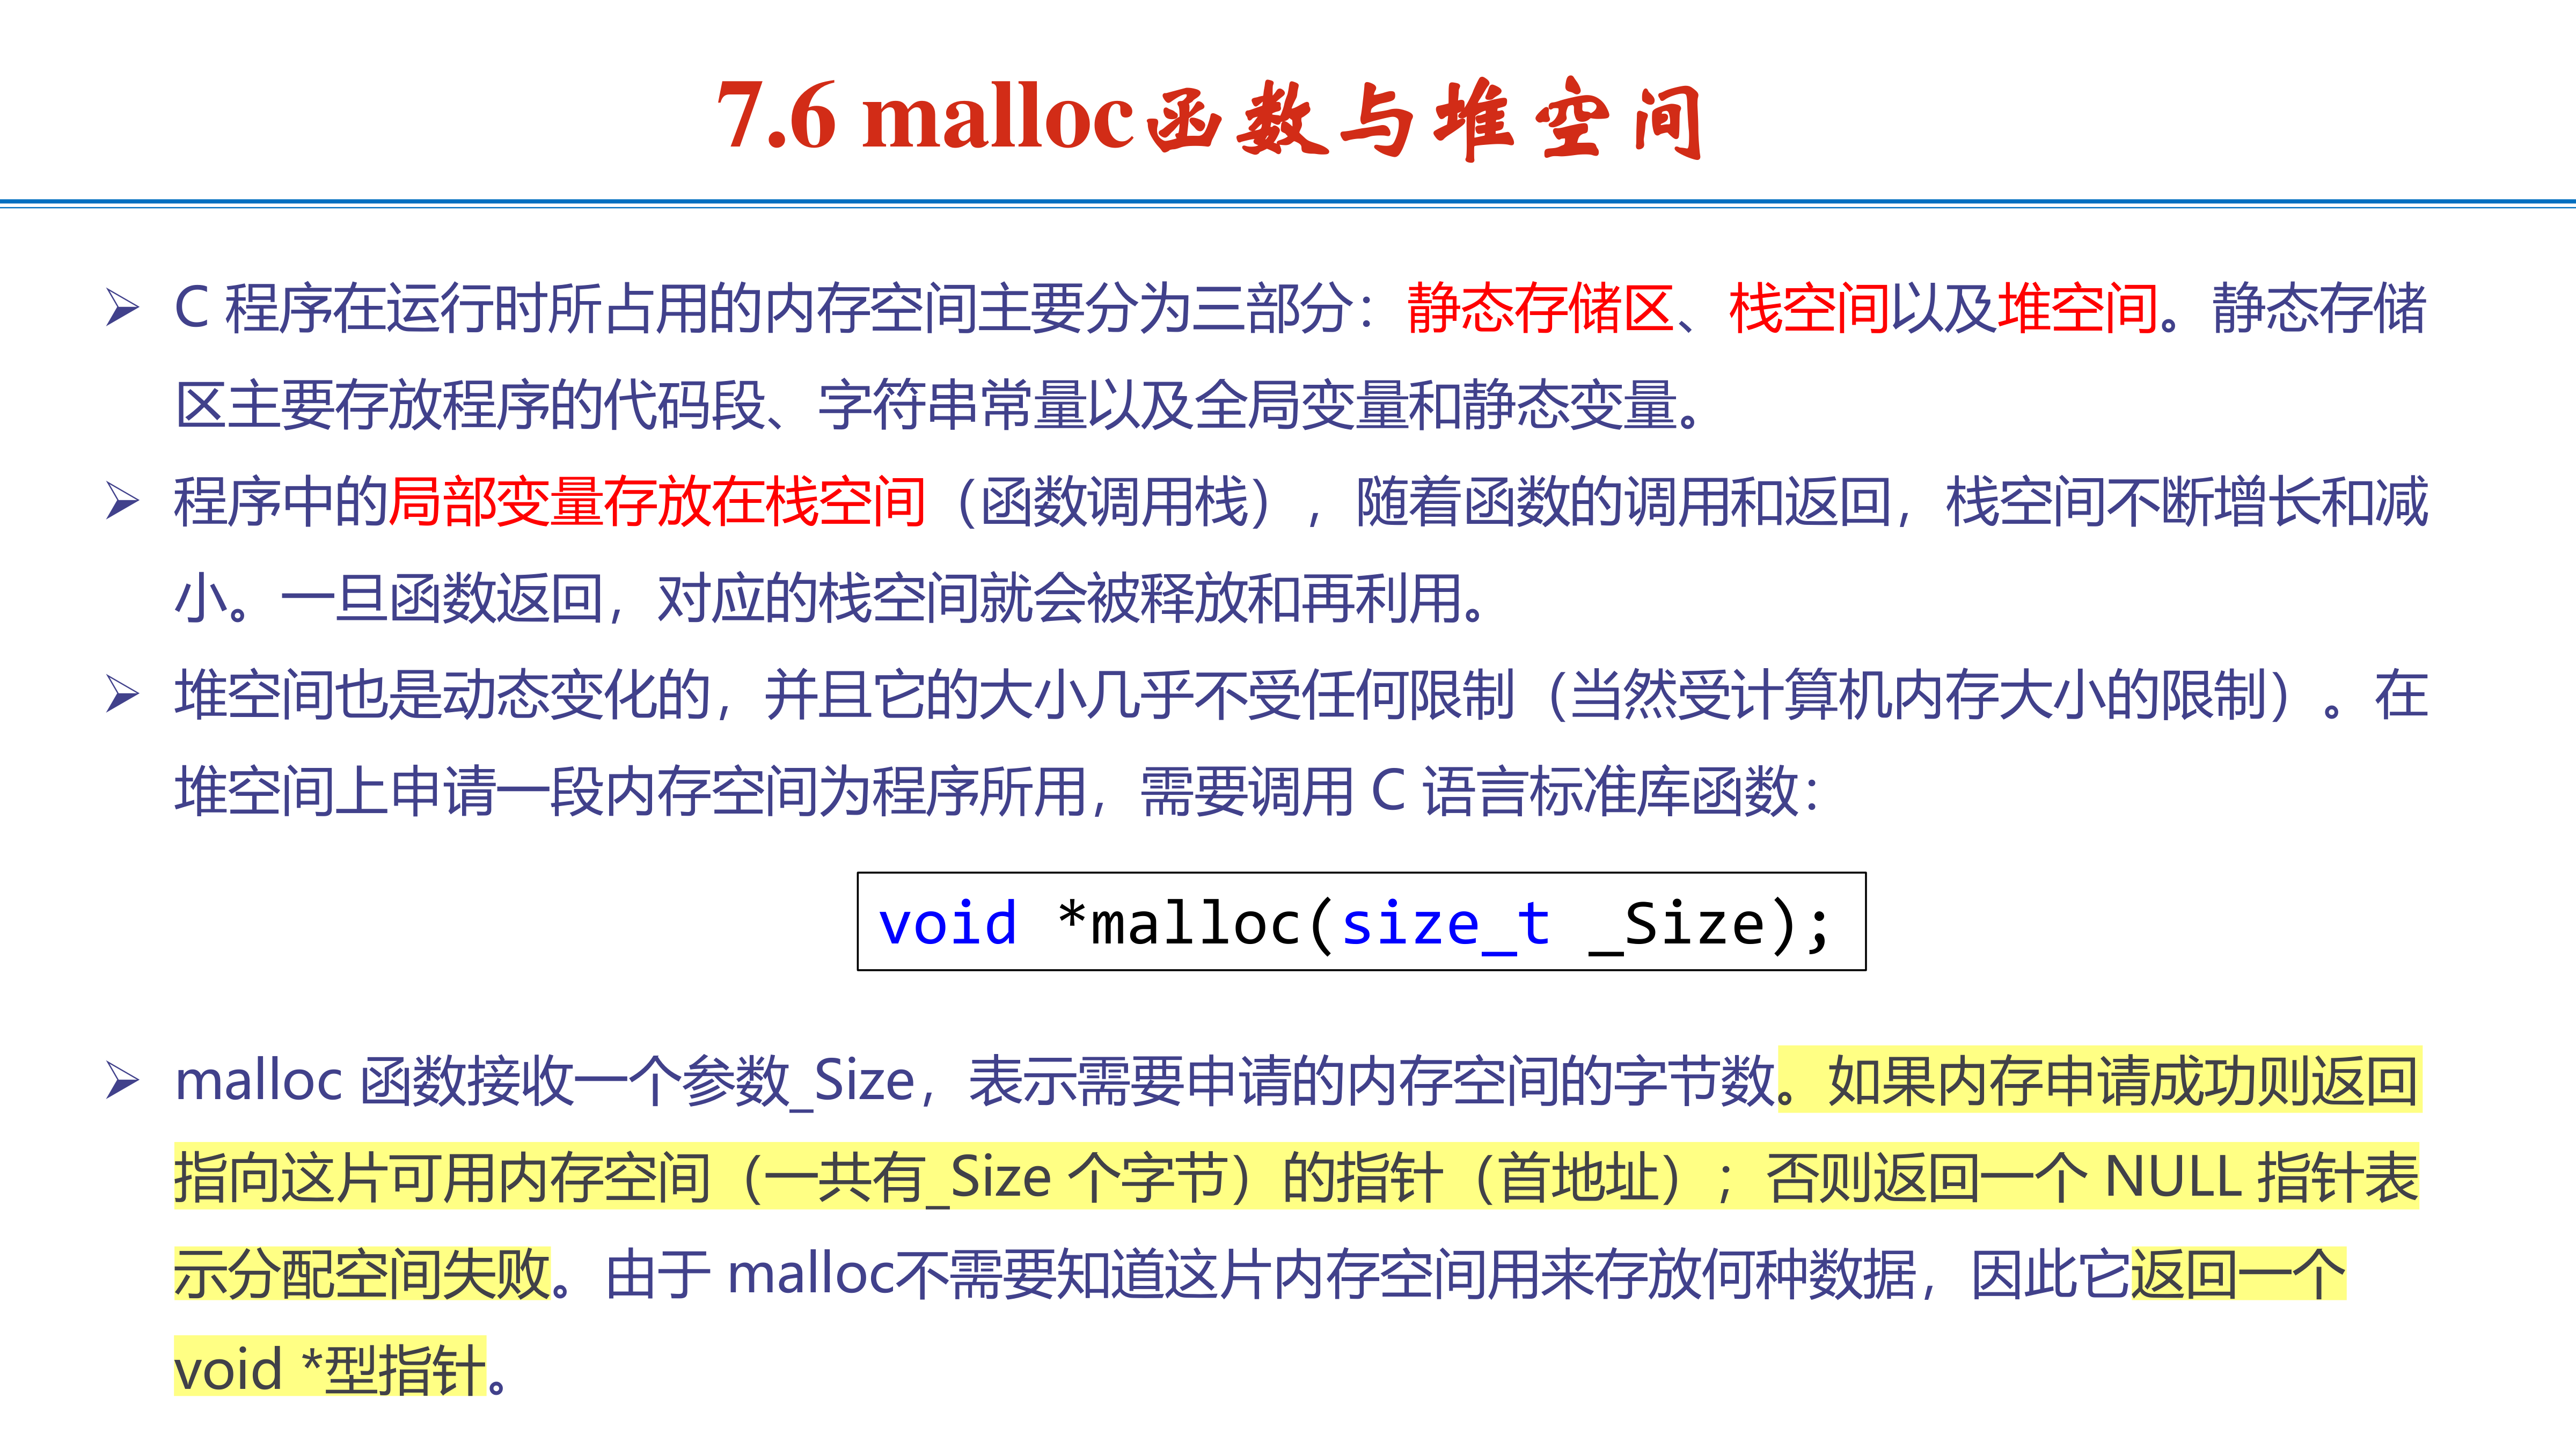 7.6 malloc函数与堆空间
C 程序在运行时所占用的内存空间主要分为三部分：静态存储区、栈空间以及堆空间。静态存储
区主要存放程序的代码段、字符串常量以及全局变量和静态变量。
程序中的局部变量存放在栈空间（函数调用栈），随着函数的调用和返回，栈空间不断增长和减
小。一旦函数返回，对应的栈空间就会被释放和再利用。
堆空间也是动态变化的，并且它的大小几乎不受任何限制（当然受计算机内存大小的限制）。在
堆空间上申请一段内存空间为程序所用，需要调用 C 语言标准库函数：
void *malloc(size_t _Size);
malloc 函数接收一个参数_Size，表示需要申请的内存空间的字节数。如果内存申请成功则返回
指向这片可用内存空间（一共有_Size 个字节）的指针（首地址）；否则返回一个 NULL 指针表
示分配空间失败。由于 malloc不需要知道这片内存空间用来存放何种数据，因此它返回一个
void *型指针。